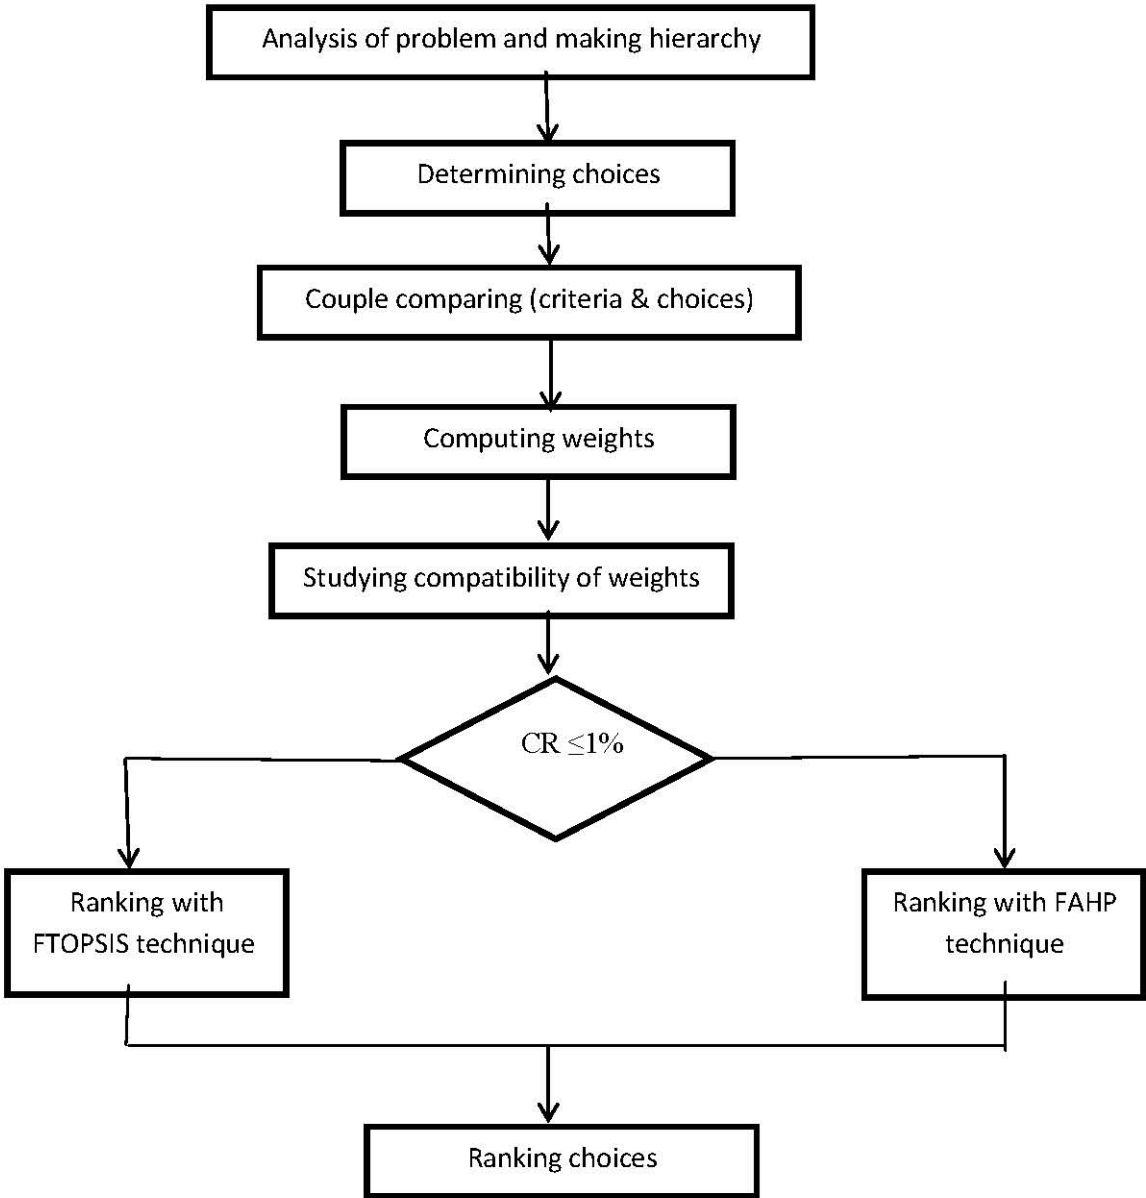 Analysis of problem and making hierarchy
Determining choices
Couple comparing (criteria & choices)
Computing weights
Studying compatibility of weights
CR ≤1%
Ranking with
FTOPSIS technique
Ranking with FAHP
technique
Ranking choices